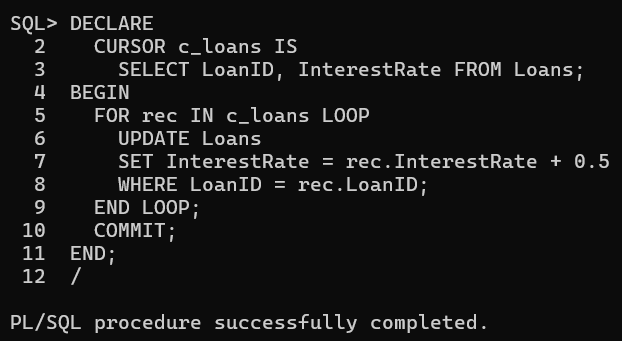 SQL> DECLARE
  2    CURSOR c_loans IS
  3      SELECT LoanID, InterestRate FROM Loans;
  4  BEGIN
  5    FOR rec IN c_loans LOOP
  6      UPDATE Loans
  7      SET InterestRate = rec.InterestRate + 0.5
  8      WHERE LoanID = rec.LoanID;
  9    END LOOP;
 10    COMMIT;
 11  END;
 12  /
PL/SQL procedure successfully completed.